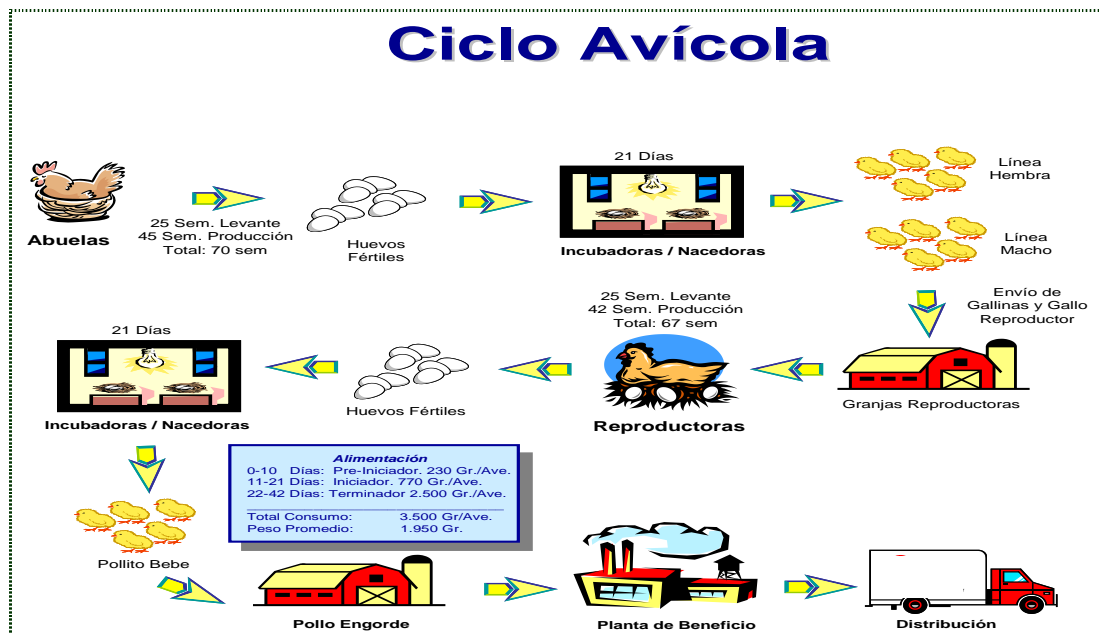 Ciclo Avícola
Abuelas
25 Sem. Levante
45 Sem. Producción
Total: 70 sem
Huevos
Fértiles
21 Días
Incubadoras / Nacedoras
Línea
Hembra
Línea
Macho
Envío de
Gallinas y Gallo
Reproductor
Granjas Reproductoras
25 Sem. Levante
42 Sem. Producción
Total: 67 sem
Reproductoras
Huevos Fértiles
21 Días
Incubadoras / Nacedoras
Pollito Bebe
Alimentación
0-10 Días: Pre-Iniciador. 230 Gr./Ave.
11-21 Días: Iniciador. 770 Gr./Ave.
22-42 Días: Terminador 2.500 Gr./Ave.
Total Consumo: 3.500 Gr/Ave.
Peso Promedio: 1.950 Gr.
Pollo Engorde
Planta de Beneficio
Distribución